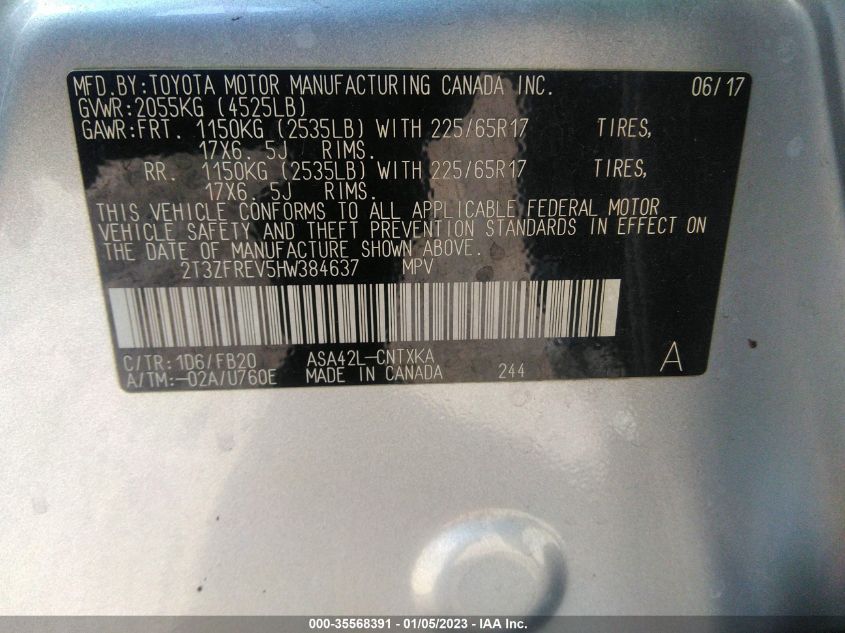 MFD.BY:TOYOTA MOTOR MANUFACTURING CANADA INC. 06/17
GVWR:2055KG (4525LB)
GAWR:FRT. 1150KG (2535LB) WITH 225/65R17 TIRES,
17X6.5J RIMS.
RR. 1150KG (2535LB) WITH 225/65R17 TIRES,
17X6.5J RIMS.
THIS VEHICLE CONFORMS TO ALL APPLICABLE FEDERAL MOTOR
VEHICLE SAFETY AND THEFT PREVENTION STANDARDS IN EFFECT ON
THE DATE OF MANUFACTURE SHOWN ABOVE.
2T3ZFREV5HW384637 MPV
C/TR:1D6/FB20 ASA42L-CNTXKA
A/TM:-02A/U760E MADE IN CANADA 244 A
000-35568391 - 01/05/2023 - IAA Inc.